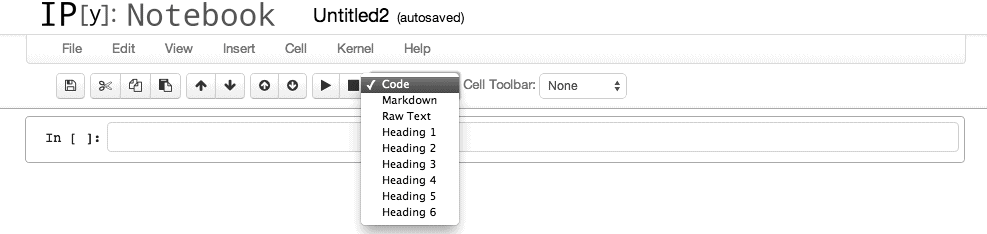 IP[y]: Notebook Untitled2 (autosaved)
File Edit View Insert Cell Kernel Help
✓ Code Cell Toolbar: None
Markdown
Raw Text
Heading 1
In [ ]:
Heading 2
Heading 3
Heading 4
Heading 5
Heading 6